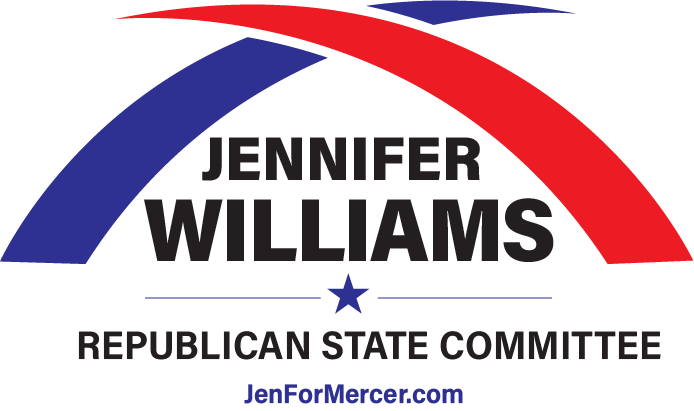 JENNIFER
WILLIAMS
REPUBLICAN STATE COMMITTEE
JenForMercer.com